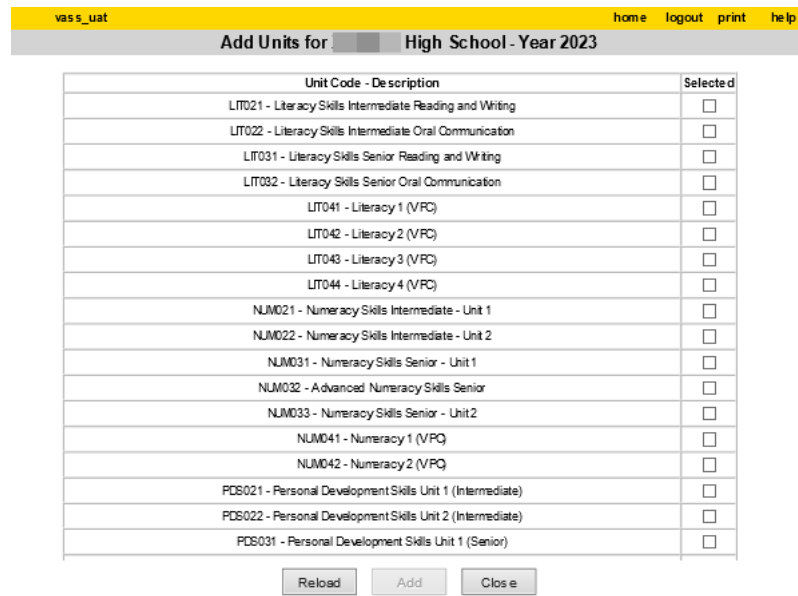 vass_uat home logout print help
Add Units for High School - Year 2023
Unit Code - Description Selected
LIT021 - Literacy Skills Intermediate Reading and Writing
LIT022 - Literacy Skills Intermediate Oral Communication
LIT031 - Literacy Skills Senior Reading and Writing
LIT032 - Literacy Skills Senior Oral Communication
LIT041 - Literacy 1 (VPC)
LIT042 - Literacy 2 (VPC)
LIT043 - Literacy 3 (VPC)
LIT044 - Literacy 4 (VPC)
NUM021 - Numeracy Skills Intermediate - Unit 1
NUM022 - Numeracy Skills Intermediate - Unit 2
NUM031 - Numeracy Skills Senior - Unit 1
NUM032 - Advanced Numeracy Skills Senior
NUM033 - Numeracy Skills Senior - Unit 2
NUM041 - Numeracy 1 (VPC)
NUM042 - Numeracy 2 (VPC)
PDS021 - Personal Development Skills Unit 1 (Intermediate)
PDS022 - Personal Development Skills Unit 2 (Intermediate)
PDS031 - Personal Development Skills Unit 1 (Senior)
Reload Add Close